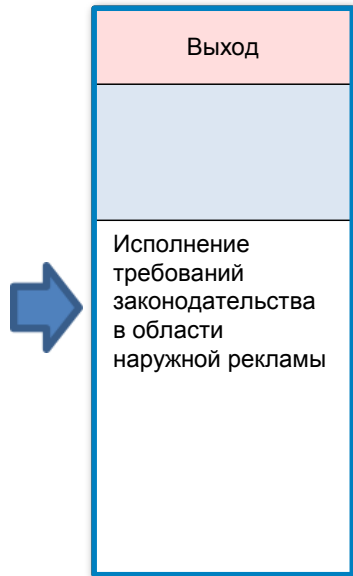 Выход
Исполнение
требований
законодательства
в области
наружной рекламы